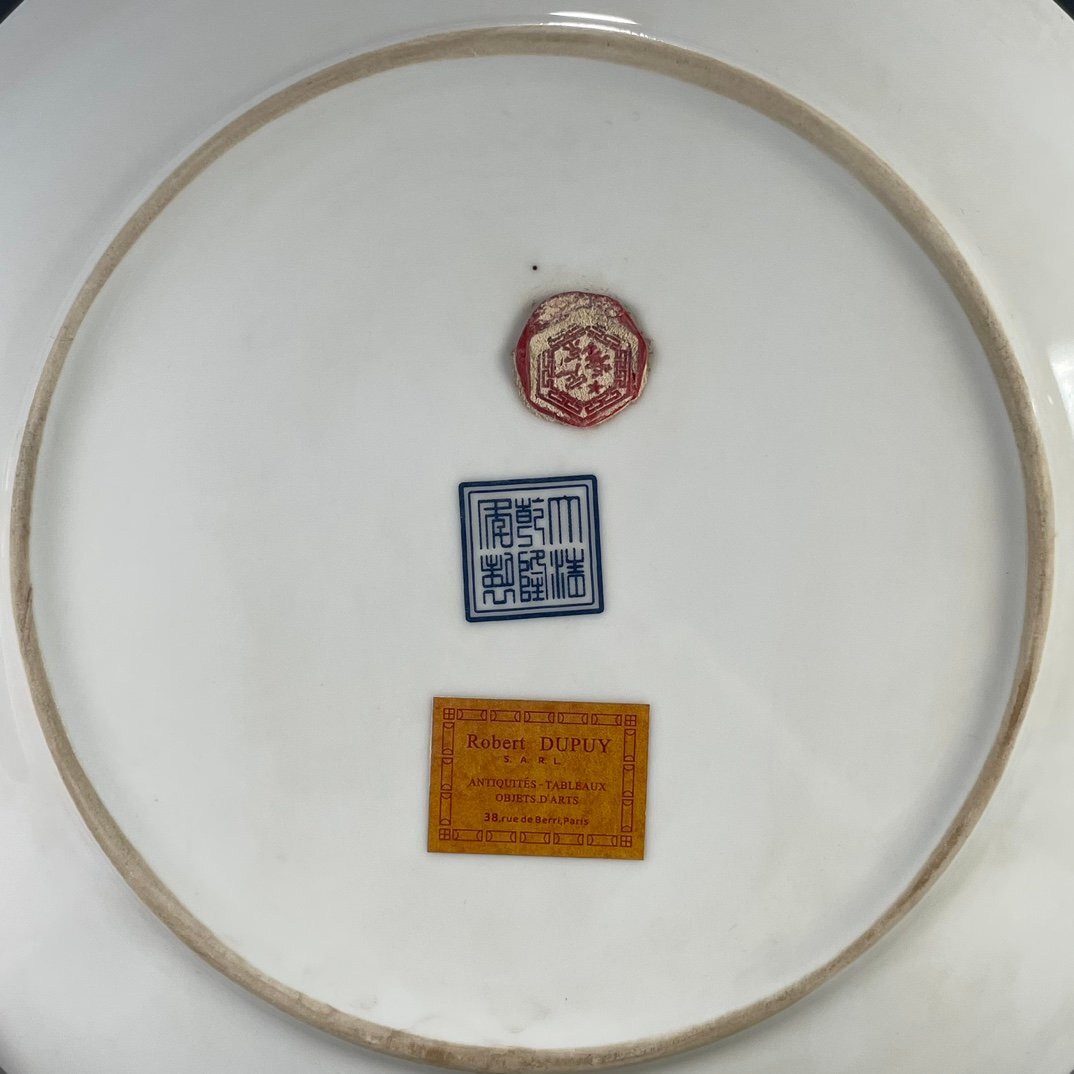 大清
乾隆
年製
Robert DUPUY
S. A. R. L
ANTIQUITÉS - TABLEAUX
OBJETS.D'ARTS
38.rue de Berri,Paris